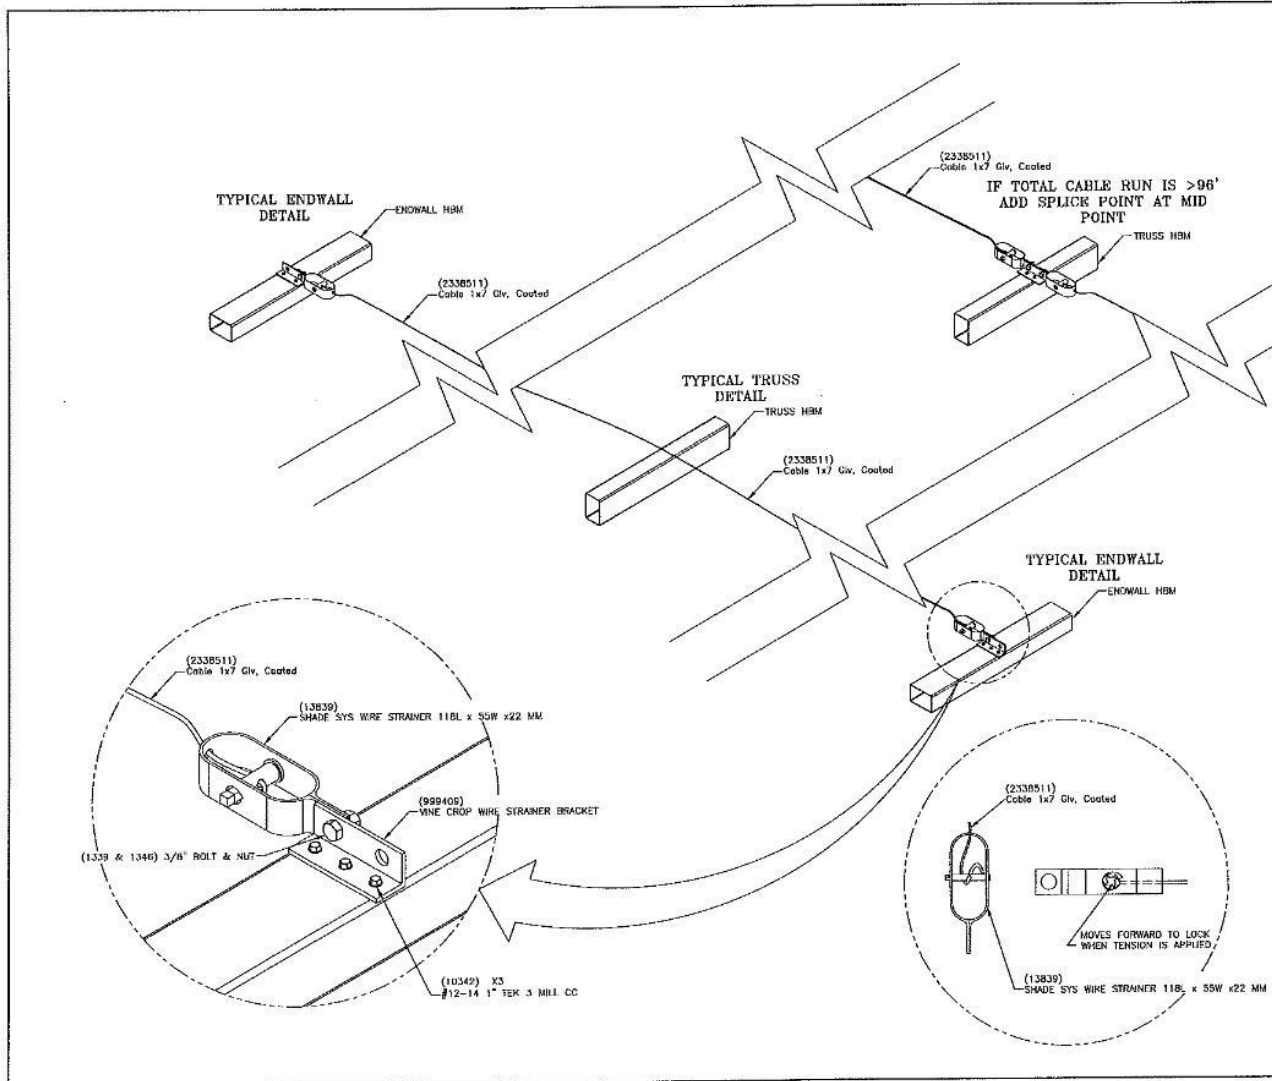 (2338511)
Cable 1x7 Glv, Coated
IF TOTAL CABLE RUN IS >96'
ADD SPLICE POINT AT MID
POINT
TRUSS HBM
TYPICAL ENDWALL
DETAIL
ENDWALL HBM
(2338511)
Cable 1x7 Glv, Coated
TYPICAL TRUSS
DETAIL
TRUSS HBM
(2338511)
Cable 1x7 Glv, Coated
TYPICAL ENDWALL
DETAIL
ENDWALL HBM
(2338511)
Cable 1x7 Glv, Coated
(13839)
SHADE SYS WIRE STRAINER 118L x 55W x22 MM
(999409)
VINE CROP WIRE STRAINER BRACKET
(1339 & 1346) 3/8" BOLT & NUT
(10342) X3
#12-14 1" TEK 3 MILL CC
(2338511)
Cable 1x7 Glv, Coated
MOVES FORWARD TO LOCK
WHEN TENSION IS APPLIED
(13839)
SHADE SYS WIRE STRAINER 118L x 55W x22 MM